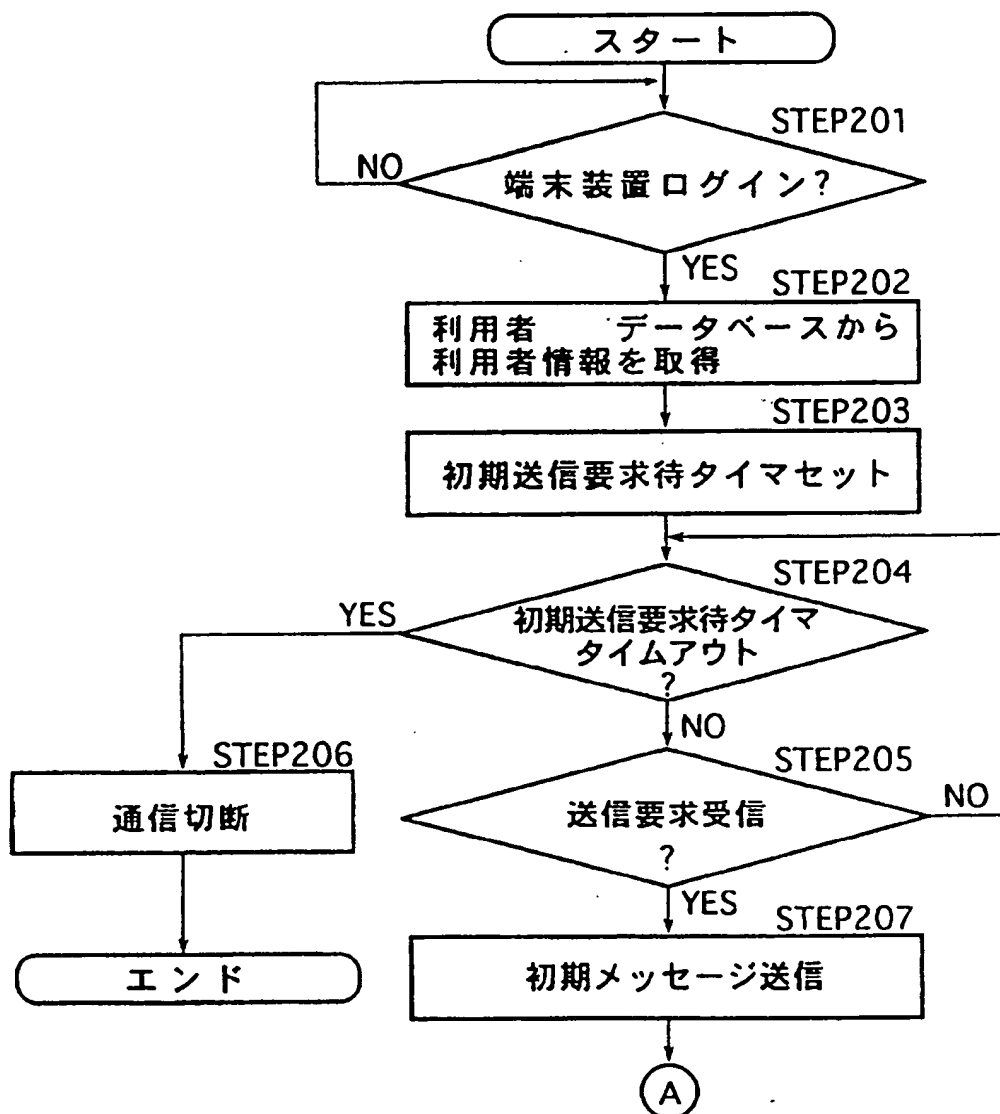 スタート
STEP201
端末装置ログイン?
NO
YES
STEP202
利用者 データベースから
利用者情報を取得
STEP203
初期送信要求待タイマセット
STEP204
初期送信要求待タイマ
タイムアウト
?
YES
NO
STEP206
通信切断
STEP205
送信要求受信
?
NO
YES
STEP207
エンド
初期メッセージ送信
A